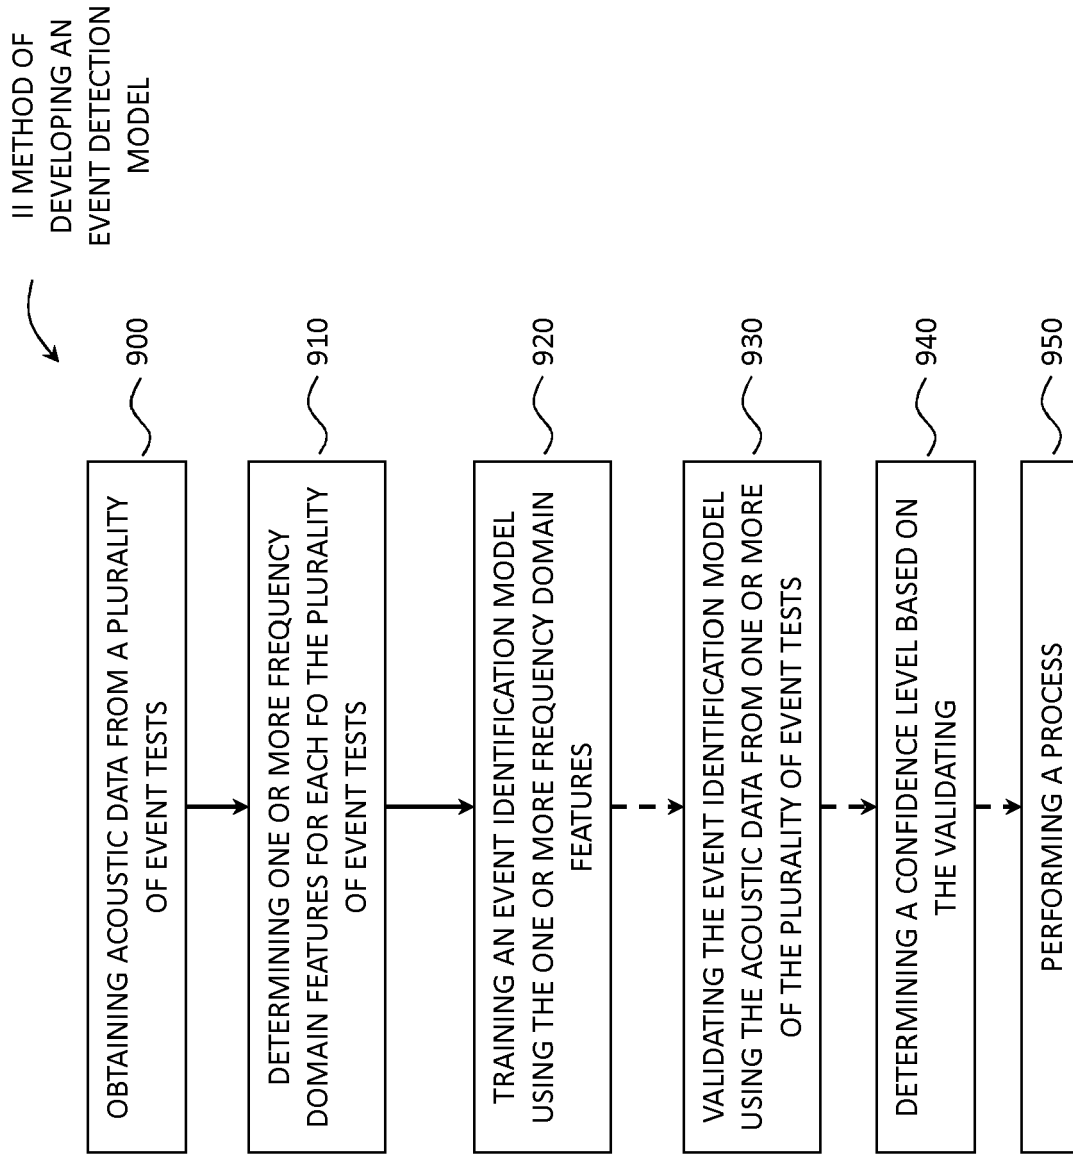 II METHOD OF
DEVELOPING AN
EVENT DETECTION
MODEL
OBTAINING ACOUSTIC DATA FROM A PLURALITY
OF EVENT TESTS
900
DETERMINING ONE OR MORE FREQUENCY
DOMAIN FEATURES FOR EACH FO THE PLURALITY
OF EVENT TESTS
910
TRAINING AN EVENT IDENTIFICATION MODEL
USING THE ONE OR MORE FREQUENCY DOMAIN
FEATURES
920
VALIDATING THE EVENT IDENTIFICATION MODEL
USING THE ACOUSTIC DATA FROM ONE OR MORE
OF THE PLURALITY OF EVENT TESTS
930
DETERMINING A CONFIDENCE LEVEL BASED ON
THE VALIDATING
940
PERFORMING A PROCESS
950